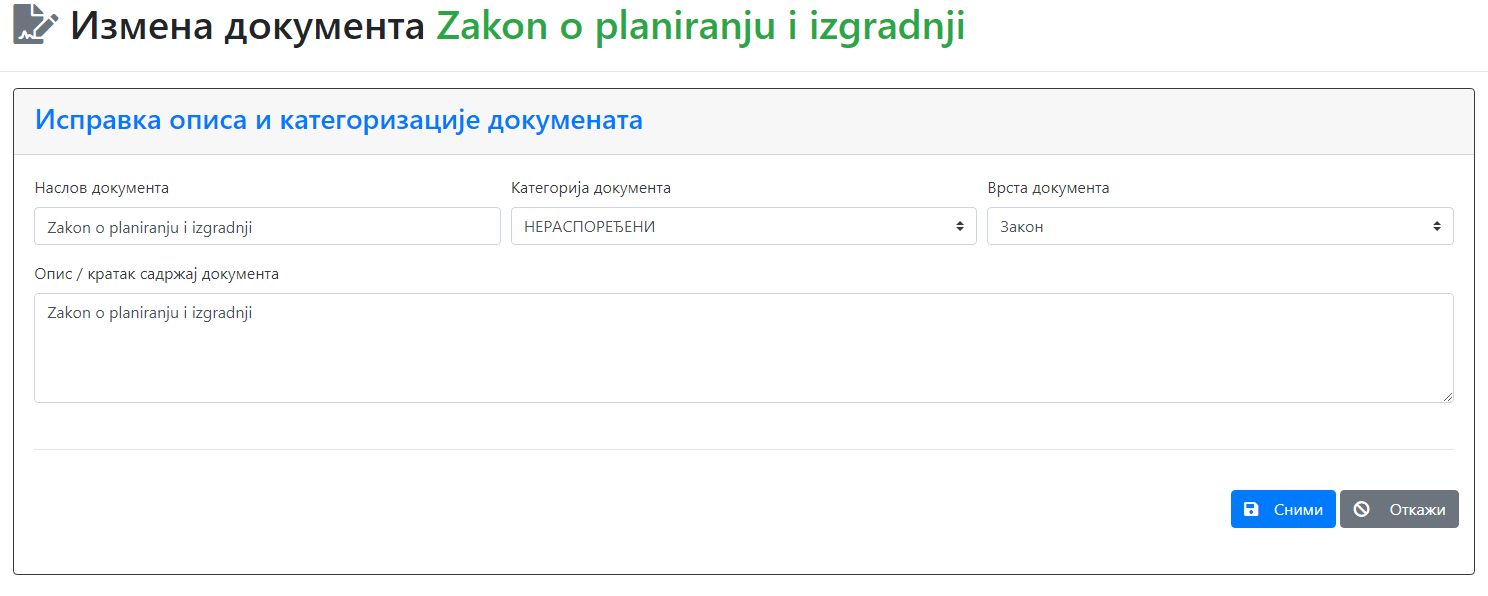 Измена документа Zakon o planiranju i izgradnji
Исправка описа и категоризације докумената
Наслов документа
Категорија документа
Врста документа
Zakon o planiranju i izgradnji
НЕРАСПОРЕЂЕНИ
Закон
Опис / кратак садржај документа
Zakon o planiranju i izgradnji
Сними
Откажи